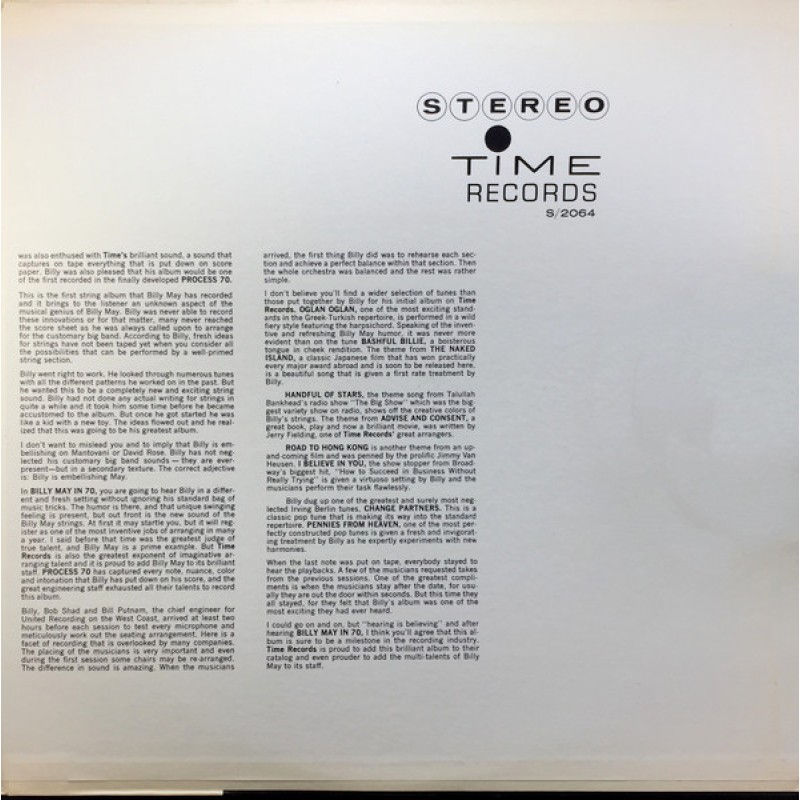 STEREO
TIME
RECORDS
S/2064
was also enthused with Time's brilliant sound, a sound that
captures on tape everything that is put down on score
paper. Billy was also pleased that his album would be one
of the first recorded in the finally developed PROCESS 70.
This is the first string album that Billy May has recorded
and it brings to the listener an unknown aspect of the
musical genius of Billy May. Billy was never able to record
these innovations or for that matter, many never reached
the score sheet as he was always called upon to arrange
for the customary big band. According to Billy, fresh ideas
for strings have not been taped yet when you consider all
the possibilities that can be performed by a well-primed
string section.
Billy went right to work. He looked through numerous tunes
with all the different patterns he worked on in the past. But
he wanted this to be a completely new and exciting string
sound. Billy had not done any actual writing for strings in
quite a while and it took him some time before he became
accustomed to the album. But once he got started he was
like a kid with a new toy. The ideas flowed out and he real-
ized that this was going to be his greatest album.
I don't want to mislead you and to imply that Billy is em-
bellishing on Mantovani or David Rose. Billy has not neg-
lected his customary big band sounds — they are ever-
present—but in a secondary texture. The correct adjective
is: Billy is embellishing May.
In BILLY MAY IN 70, you are going to hear Billy in a differ-
ent and fresh setting without ignoring his standard beg of
music tricks. The humor is there, and that unique swinging
feeling is present, but out front is the new sound of the
Billy May strings. At first it may startle you, but it will reg-
ister as one of the most inventive jobs of arranging in many
a year. I said before that time was the greatest judge of
true talent, and Billy May is a prime example. But Time
Records is also the greatest exponent of imaginative ar-
ranging talent and it is proud to add Billy May to its brilliant
staff. PROCESS 70 has captured every note, nuance, color
and intonation that Billy has put down on his score, and the
great engineering staff exhausted all their talents to record
this album.
Billy, Bob Shad and Bill Putnam, the chief engineer for
United Recording on the West Coast, arrived at least two
hours before each session to test every microphone and
meticulously work out the seating arrangement. Here is a
facet of recording that is overlooked by many companies.
The placing of the musicians is very important and even
during the first session some chairs may be re-arranged.
The difference in sound is amazing. When the musicians
arrived, the first thing Billy did was to rehearse each sec-
tion and achieve a perfect balance within that section. Then
the whole orchestra was balanced and the rest was rather
simple.
I don't believe you'll find a wider selection of tunes than
those put together by Billy for his initial album on Time
Records. OGLAN OGLAN, one of the most exciting stand-
ards in the Greek-Turkish repertoire, is performed in a wild
fiery style featuring the harpsichord. Speaking of the inven-
tive and refreshing Billy May humor, it was never more
evident than on the tune BASHFUL BILLIE, a boisterous
tongue in cheek rendition. The theme from THE NAKED
ISLAND, a classic Japanese film that has won practically
every major award abroad and is soon to be released here,
is a beautiful song that is given a first rate treatment by
Billy.
HANDFUL OF STARS, the theme song from Talullah
Bankhead's radio show "The Big Show" which was the big-
gest variety show on radio, shows off the creative colors of
Billy's strings. The theme from ADVISE AND CONSENT, a
great book, play and now a brilliant movie, was written by
Jerry Fielding, one of Time Records' great arrangers.
ROAD TO HONG KONG is another theme from an up-
and-coming film and was penned by the prolific Jimmy Van
Heusen. I BELIEVE IN YOU, the show stopper from Broad-
way's biggest hit, "How to Succeed in Business Without
Really Trying" is given a virtuoso setting by Billy and the
musicians perform their task flawlessly.
Billy dug up one of the greatest and surely most neg-
lected Irving Berlin tunes, CHANGE PARTNERS. This is a
classic pop tune that is making its way into the standard
repertoire. PENNIES FROM HEAVEN, one of the most per-
fectly constructed pop tunes is given a fresh and invigorat-
ing treatment by Billy as he expertly experiments with new
harmonies.
When the last note was put on tape, everybody stayed to
hear the playbacks. A few of the musicians requested takes
from the previous sessions. One of the greatest compli-
ments is when the musicians stay after the date, for usu-
ally they are out the door within seconds. But this time they
all stayed, for they felt that Billy's album was one of the
most exciting they had ever heard.
I could go on and on, but "hearing is believing" and after
hearing BILLY MAY IN 70, I think you'll agree that this al-
bum is sure to be a milestone in the recording industry.
Time Records is proud to add this brilliant album to their
catalog and even prouder to add the multi-talents of Billy
May to its staff.